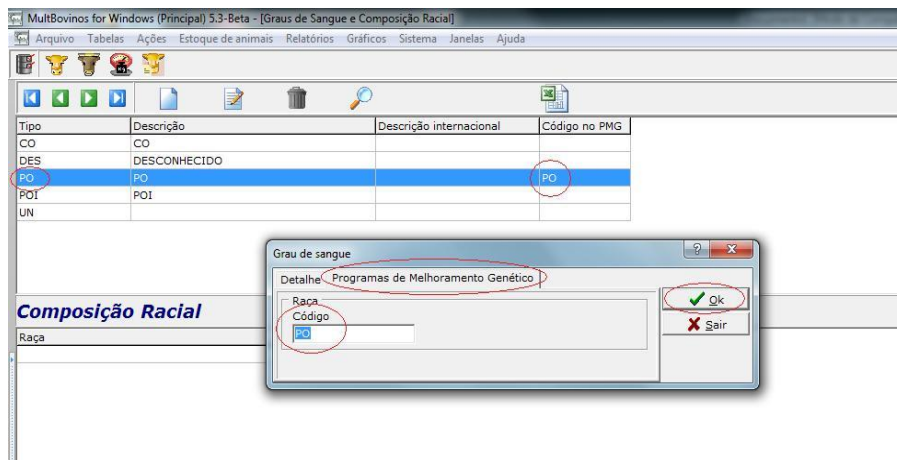 MultBovinos for Windows (Principal) 5.3-Beta - [Graus de Sangue e Composição Racial]
Arquivo Tabelas Ações Estoque de animais Relatórios Gráficos Sistema Janelas Ajuda
Tipo Descrição Descrição internacional Código no PMG
CO CO
DES DESCONHECIDO
PO PO PO
POI POI
UN
Grau de sangue
Detalhe Programas de Melhoramento Genético
Raça
Código
PO
Ok
Sair
Composição Racial
Raça